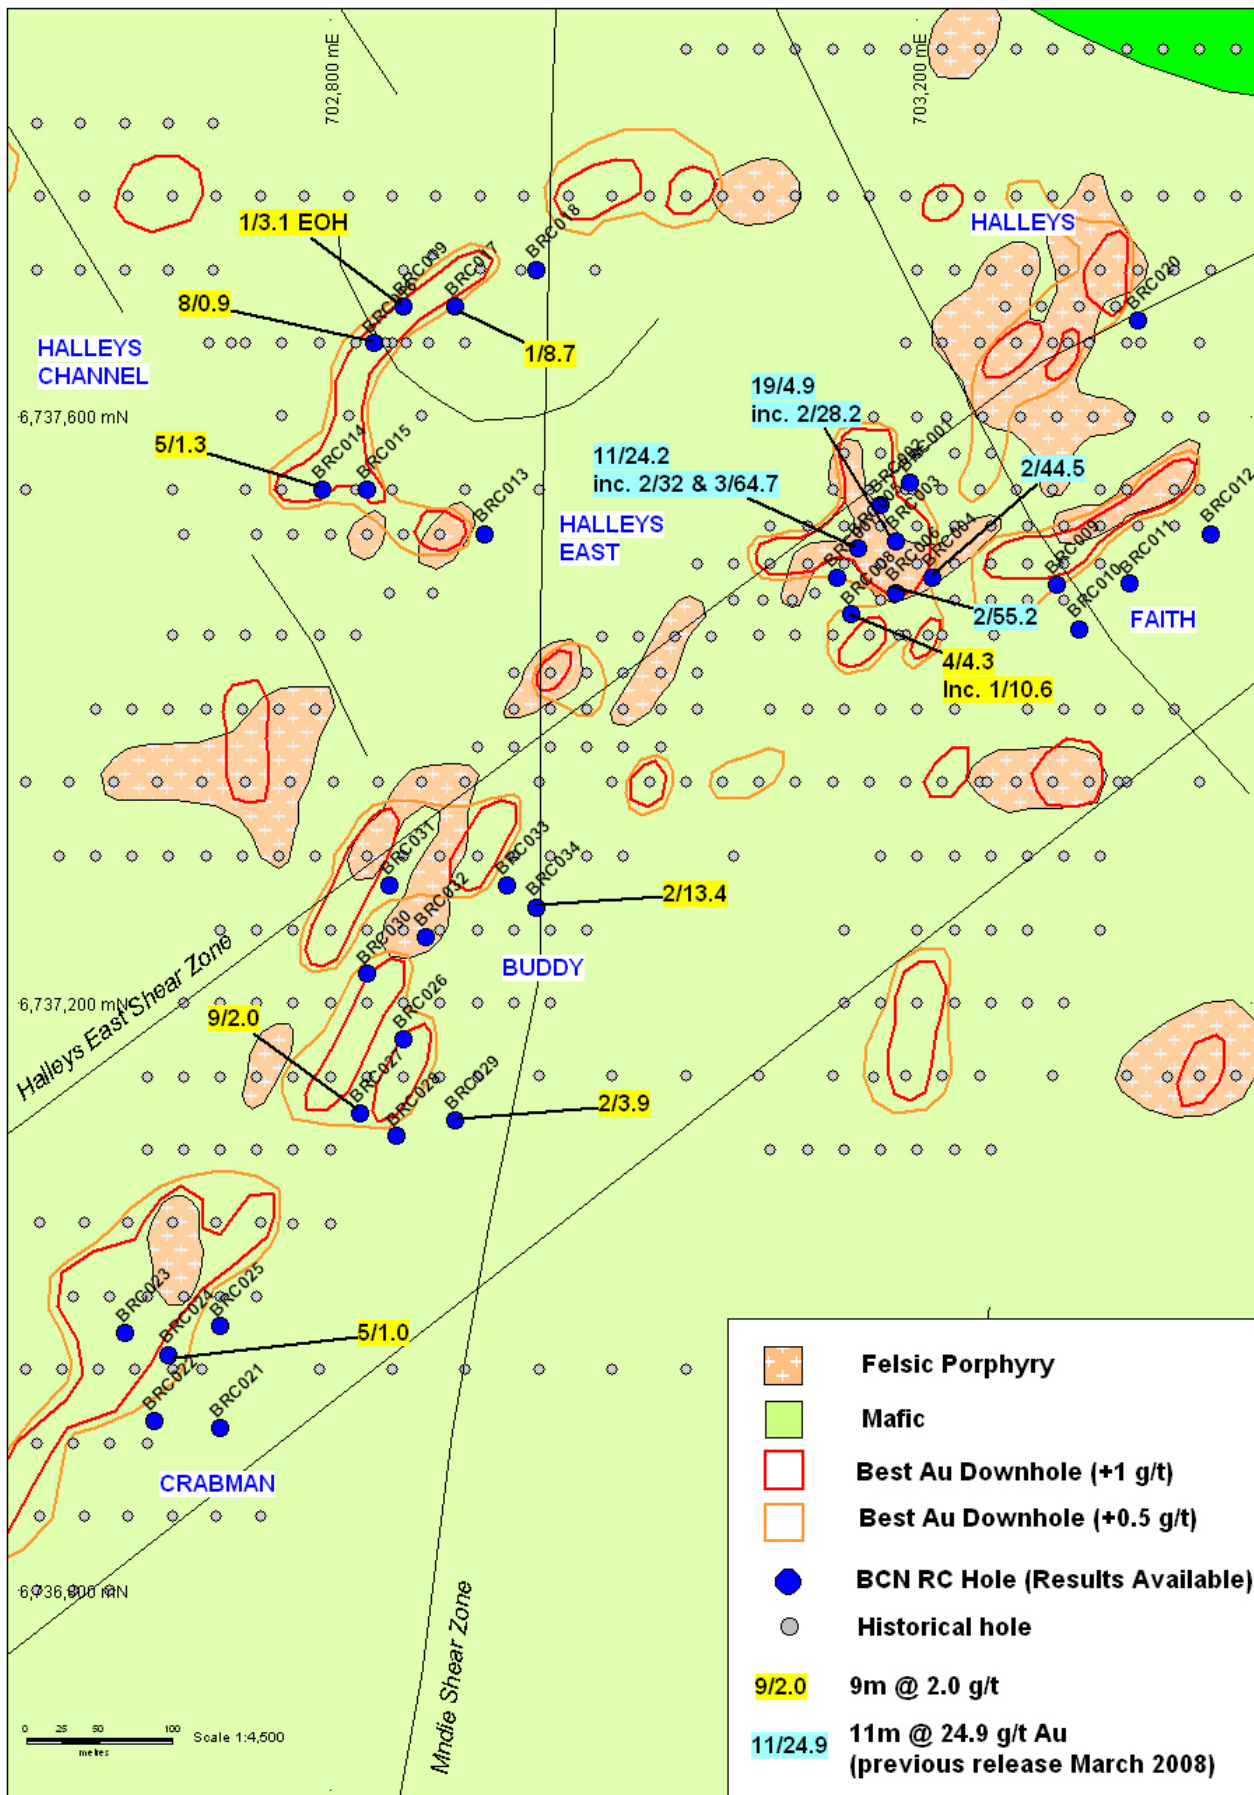 702,800 mE
703,200 mE
HALLEYS
BRC018
1/3.1 EOH
BRC019
BRC017
BRC016
BRC020
8/0.9
1/8.7
HALLEYS
CHANNEL
19/4.9
inc. 2/28.2
6,737,600 mN
5/1.3
BRC014
BRC015
BRC013
11/24.2
inc. 2/32 & 3/64.7
HALLEYS
EAST
BRC001
BRC002
BRC003
BRC004
BRC006
BRC008
2/44.5
BRC012
BRC009
BRC011
BRC010
2/55.2
FAITH
4/4.3
Inc. 1/10.6
BRC031
BRC033
BRC034
BRC032
BRC030
2/13.4
BUDDY
Halleys East Shear Zone
6,737,200 mN
9/2.0
BRC026
BRC027
BRC028
BRC029
2/3.9
BRC023
BRC024
BRC025
5/1.0
BRC022
BRC021
CRABMAN
6,736,800 mN
Mndie Shear Zone
0 25 50 100
metres
Scale 1:4,500
Felsic Porphyry
Mafic
Best Au Downhole (+1 g/t)
Best Au Downhole (+0.5 g/t)
BCN RC Hole (Results Available)
Historical hole
9/2.0 9m @ 2.0 g/t
11/24.9 11m @ 24.9 g/t Au
(previous release March 2008)